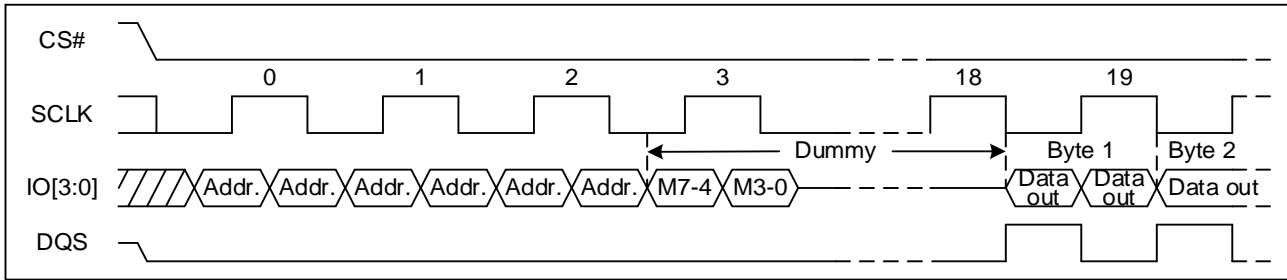 CS#
0 1 2 3 18 19
SCLK
Dummy Byte 1 Byte 2
IO[3:0] Addr. Addr. Addr. Addr. Addr. Addr. M7-4 M3-0 Data out Data out Data out
DQS